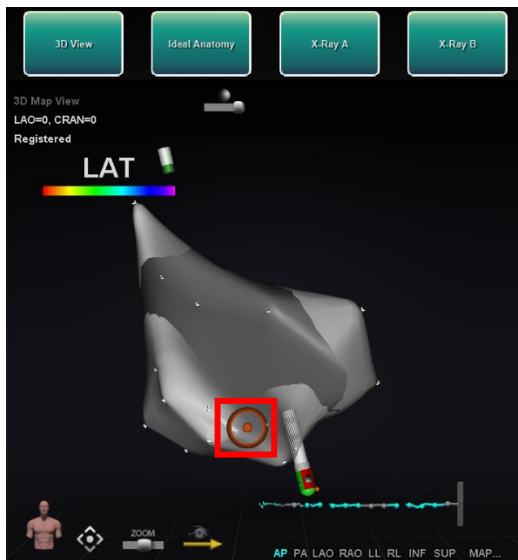 3D View
Ideal Anatomy
X-Ray A
X-Ray B
3D Map View
LAO=0, CRAN=0
Registered
LAT
ZOOM
AP PA LAO RAO LL RL INF SUP MAP...